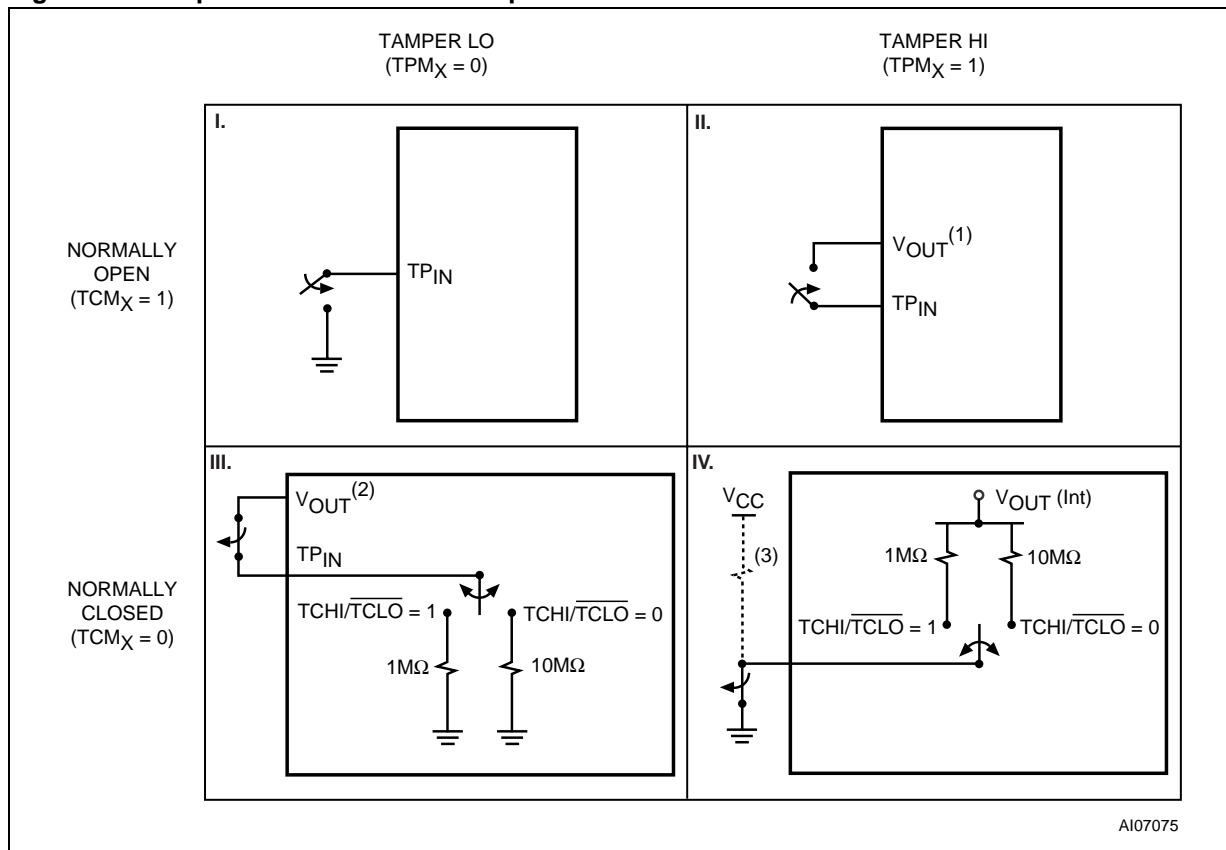 TAMPER LO
(TPMX = 0)
TAMPER HI
(TPMX = 1)
NORMALLY
OPEN
(TCMX = 1)
I.
TPIN
II.
VOUT(1)
TPIN
NORMALLY
CLOSED
(TCMX = 0)
III.
VOUT(2)
TPIN
TCHI/TCLO = 1
TCHI/TCLO = 0
1MΩ
10MΩ
IV.
VCC
(3)
VOUT (Int)
1MΩ
10MΩ
TCHI/TCLO = 1
TCHI/TCLO = 0
AI07075